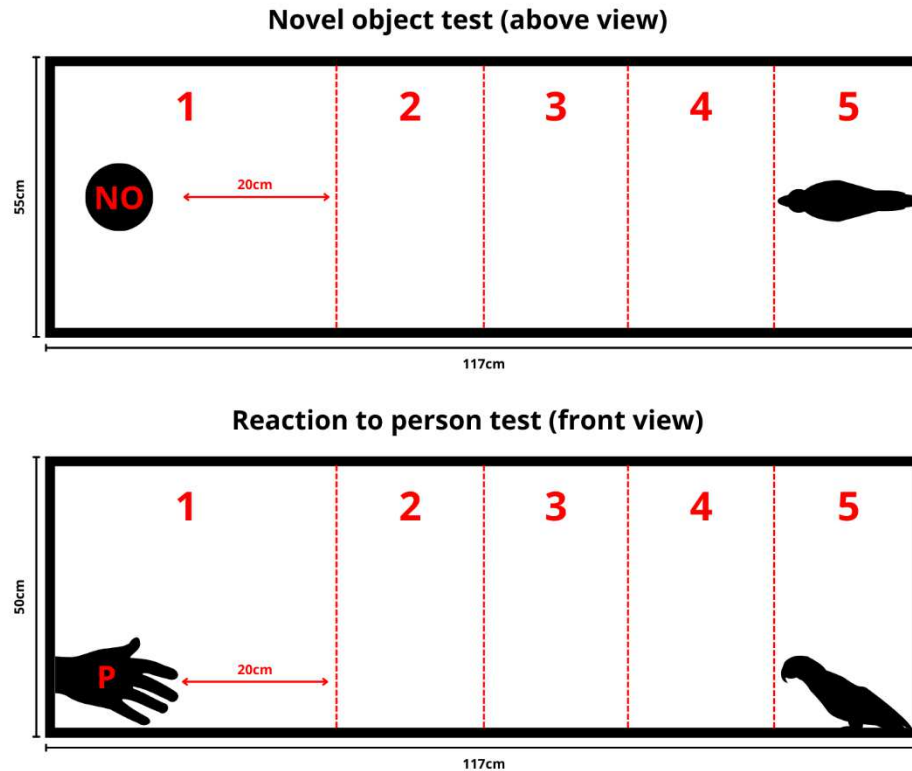 Novel object test (above view)
1 2 3 4 5
NO
20cm
55cm
117cm
Reaction to person test (front view)
1 2 3 4 5
P
20cm
50cm
117cm